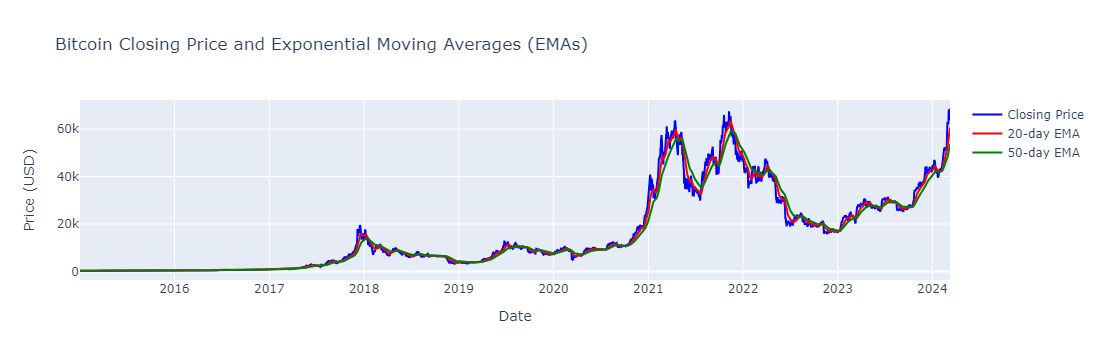 Bitcoin Closing Price and Exponential Moving Averages (EMAs)
Closing Price
20-day EMA
50-day EMA
Price (USD)
60k
40k
20k
0
2016 2017 2018 2019 2020 2021 2022 2023 2024
Date